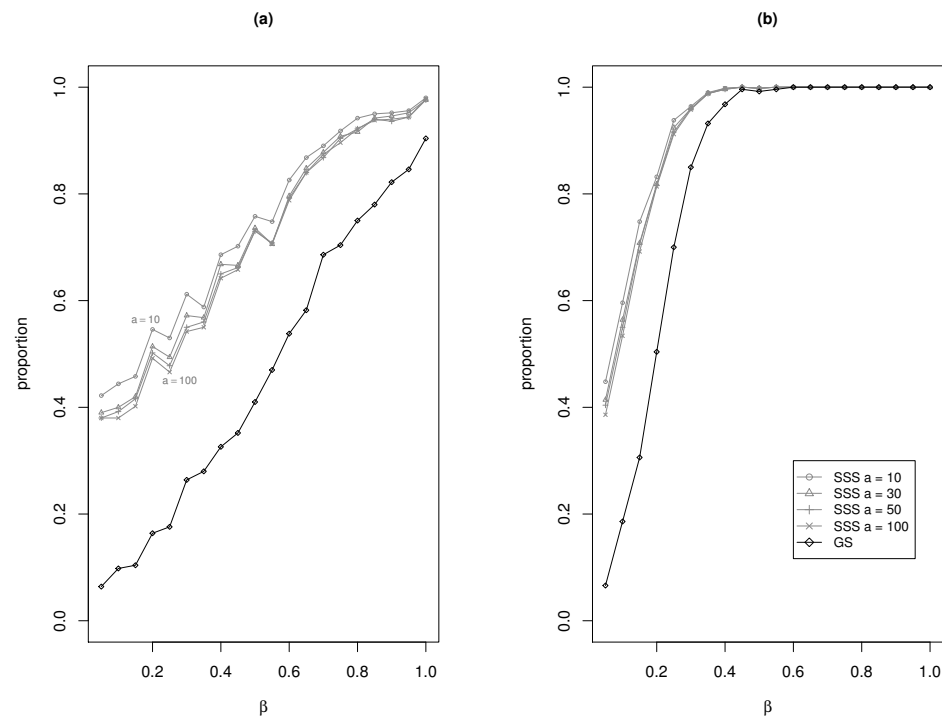 (a)
proportion
0.0
0.2
0.4
0.6
0.8
1.0
a = 10
a = 100
0.2
0.4
0.6
0.8
1.0
β
(b)
proportion
0.0
0.2
0.4
0.6
0.8
1.0
SSS a = 10
SSS a = 30
SSS a = 50
SSS a = 100
GS
0.2
0.4
0.6
0.8
1.0
β